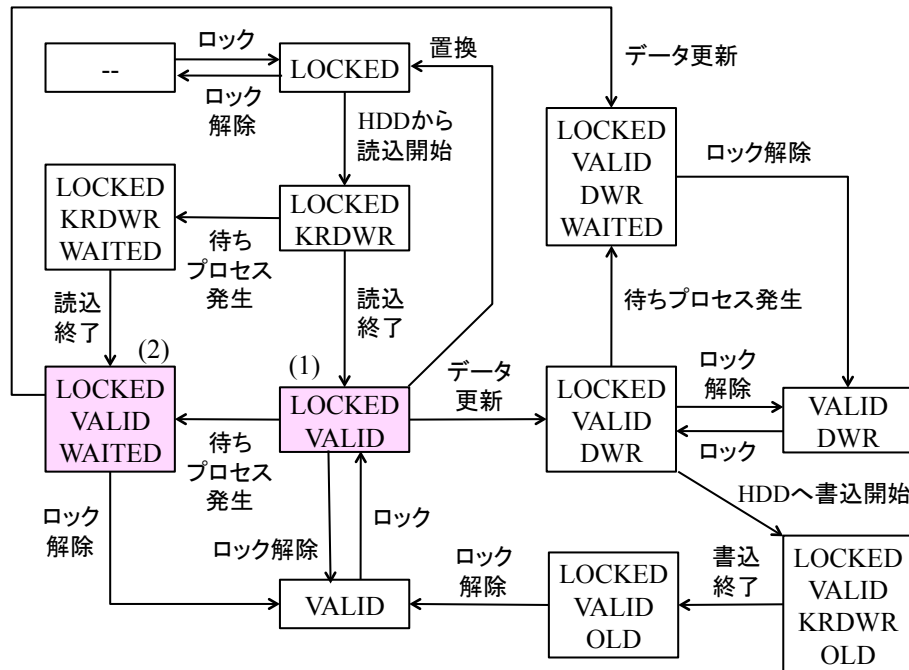 ロック
--
LOCKED
ロック
解除
置換
データ更新
HDDから
読込開始
LOCKED
VALID
DWR
WAITED
ロック解除
LOCKED
KRDWR
WAITED
待ち
プロセス
発生
LOCKED
KRDWR
読込
終了
読込
終了
待ちプロセス発生
(2)
LOCKED
VALID
WAITED
(1)
LOCKED
VALID
データ
更新
LOCKED
VALID
DWR
ロック
解除
VALID
DWR
ロック
待ち
プロセス
発生
HDDへ書込開始
ロック
解除
ロック解除
ロック
VALID
ロック
解除
LOCKED
VALID
OLD
書込
終了
LOCKED
VALID
KRDWR
OLD